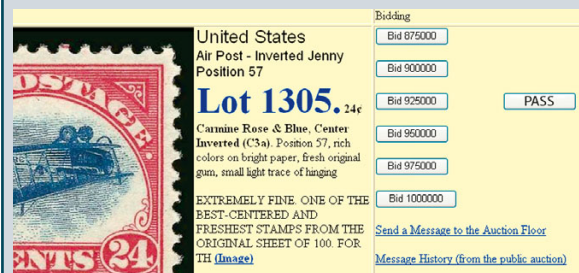 Bidding
United States
Air Post - Inverted Jenny
Position 57
Lot 1305. 24¢
Carmine Rose & Blue, Center
Inverted (C3a). Position 57, rich
colors on bright paper, fresh original
gum, small light trace of hinging
EXTREMELY FINE. ONE OF THE
BEST-CENTERED AND
FRESHEST STAMPS FROM THE
ORIGINAL SHEET OF 100. FOR
TH (Image)
Bid 875000
Bid 900000
Bid 925000
PASS
Bid 950000
Bid 975000
Bid 1000000
Send a Message to the Auction Floor
Message History (from the public auction)
OSTAGE
ENTS 24